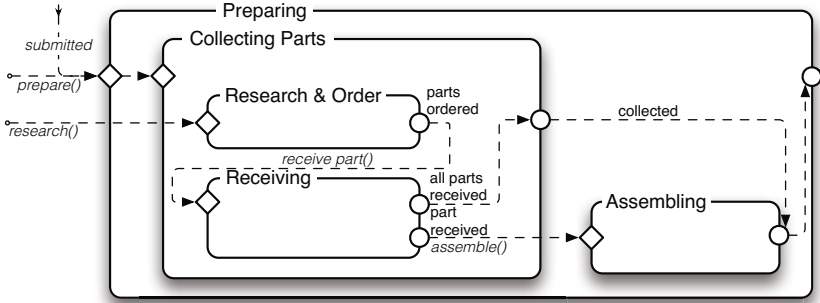 Preparing
submitted
Collecting Parts
prepare()
Research & Order
parts
ordered
research()
collected
receive part()
Receiving
all parts
received
part
received
assemble()
Assembling